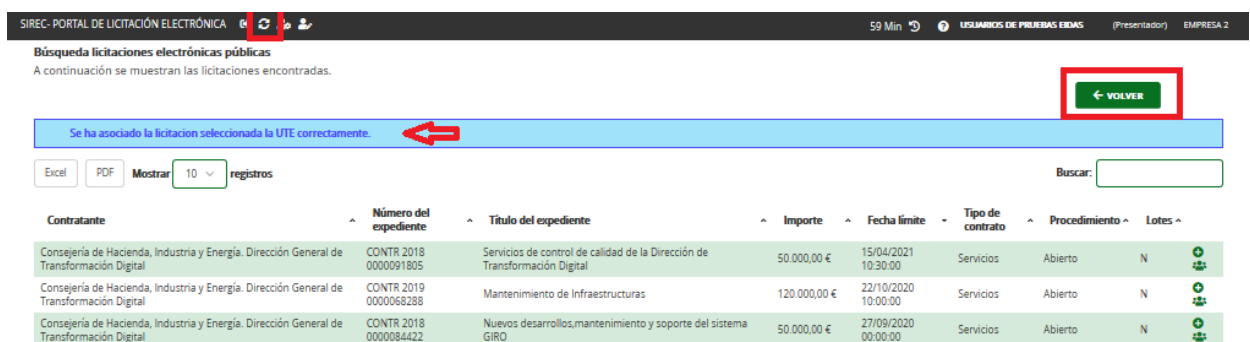 SIREC- PORTAL DE LICITACIÓN ELECTRÓNICA 59 Min USUARIOS DE PRUEBAS EIDAS (Presentador) EMPRESA 2
Búsqueda licitaciones electrónicas públicas
A continuación se muestran las licitaciones encontradas.
VOLVER
Se ha asociado la licitacion seleccionada la UTE correctamente.
Excel PDF Mostrar 10 registros Buscar:
Contratante Número del expediente Título del expediente Importe Fecha límite Tipo de contrato Procedimiento Lotes
Consejería de Hacienda, Industria y Energía. Dirección General de CONTR 2018 Servicios de control de calidad de la Dirección de 50.000,00 € 15/04/2021 Servicios Abierto N
Transformación Digital 0000091805 Transformación Digital 10:30:00
Consejería de Hacienda, Industria y Energía. Dirección General de CONTR 2019 Mantenimiento de Infraestructuras 120.000,00 € 22/10/2020 Servicios Abierto N
Transformación Digital 0000068288 10:00:00
Consejería de Hacienda, Industria y Energía. Dirección General de CONTR 2018 Nuevos desarrollos,mantenimiento y soporte del sistema 50.000,00 € 27/09/2020 Servicios Abierto N
Transformación Digital 0000084422 GIRO 00:00:00